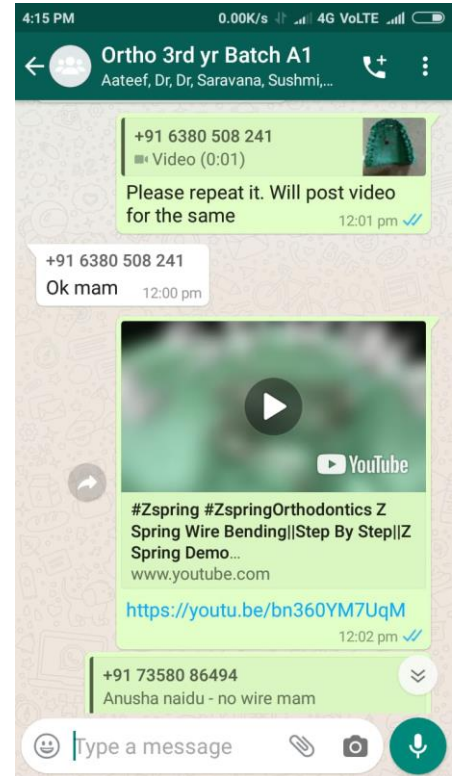 4:15 PM 0.00K/s 4G VoLTE
Ortho 3rd yr Batch A1
Aateef, Dr, Dr, Saravana, Sushmi,...
+91 6380 508 241
Video (0:01)
Please repeat it. Will post video
for the same
12:01 pm
+91 6380 508 241
Ok mam 12:00 pm
YouTube
#Zspring #ZspringOrthodontics Z
Spring Wire Bending||Step By Step||Z
Spring Demo...
www.youtube.com
https://youtu.be/bn360YM7UqM
12:02 pm
+91 73580 86494
Anusha naidu - no wire mam
Type a message